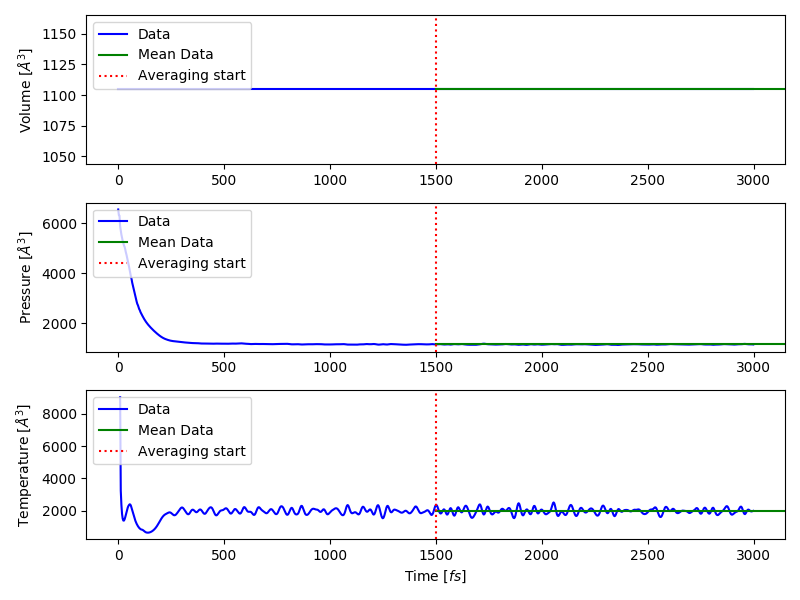 Volume [Å³]
1150
1125
1100
1075
1050
Data
Mean Data
Averaging start
0 500 1000 1500 2000 2500 3000
Pressure [Å³]
6000
4000
2000
Data
Mean Data
Averaging start
0 500 1000 1500 2000 2500 3000
Temperature [Å³]
8000
6000
4000
2000
Data
Mean Data
Averaging start
0 500 1000 1500 2000 2500 3000
Time [fs]